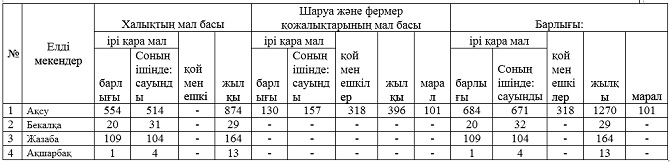 № Елді мекендер Халықтың мал басы Шаруа және фермер қожалықтарының мал басы Барлығы:
ірі қара мал қой мен ешкі жылқы ірі қара мал қой мен ешкілер жылқы марал ірі қара мал қой мен ешкілер жылқы марал
барлығы Соның ішінде: сауынды барлығы Соның ішінде: сауынды барлығы Соның ішінде: сауынды
1 Ақсу 554 514 - 874 130 157 318 396 101 684 671 318 1270 101
2 Бекалқа 20 31 - 29 20 32 - 29 -
3 Жазаба 109 104 - 164 109 104 - 164 -
4 Ақшарбақ 1 4 - 13 1 4 - 13 -